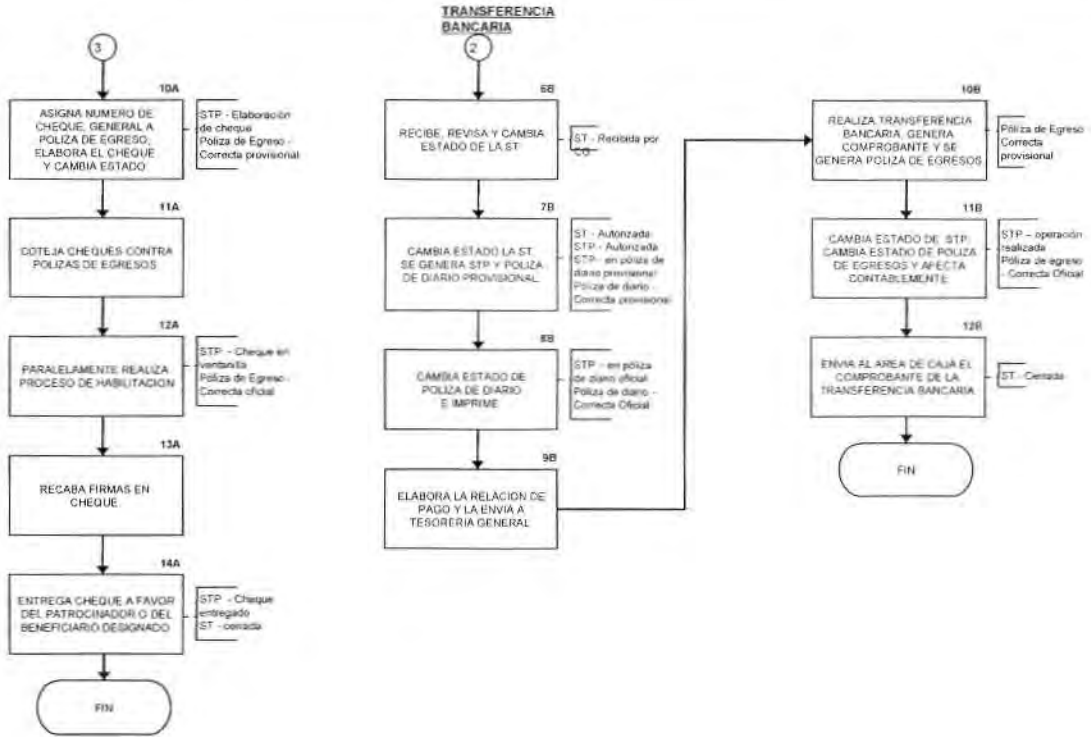 3
10A
ASIGNA NUMERO DE
CHEQUE, GENERAL A
POLIZA DE EGRESO,
ELABORA EL CHEQUE
Y CAMBIA ESTADO
STP - Elaboración
de cheque
Poliza de Egreso -
Correcta provisional
11A
COTEJA CHEQUES CONTRA
POLIZAS DE EGRESOS
12A
PARALELAMENTE REALIZA
PROCESO DE HABILITACION
STP - Cheque en
ventanilla
Póliza de Egreso -
Correcta oficial
13A
RECABA FIRMAS EN
CHEQUE
14A
ENTREGA CHEQUE A FAVOR
DEL PATROCINADOR O DEL
BENEFICIARIO DESIGNADO
STP - Cheque
entregado
ST - cerrada
FIN
TRANSFERENCIA
BANCARIA
2
6B
RECIBE, REVISA Y CAMBIA
ESTADO DE LA ST
ST - Recibida por
CG
7B
CAMBIA ESTADO LA ST.
SE GENERA STP Y POLIZA
DE DIARIO PROVISIONAL
ST - Autorizada
STP - Autorizada
STP - en póliza de
diario provisional
Póliza de diario -
Correcta provisional
8B
CAMBIA ESTADO DE
POLIZA DE DIARIO
E IMPRIME
STP - en póliza
de diario oficial
Poliza de diario -
Correcta Oficial
9B
ELABORA LA RELACION DE
PAGO Y LA ENVIA A
TESORERIA GENERAL
10B
REALIZA TRANSFERENCIA
BANCARIA, GENERA
COMPROBANTE Y SE
GENERA POLIZA DE EGRESOS
Póliza de Egreso
Correcta
provisional
11B
CAMBIA ESTADO DE STP,
CAMBIA ESTADO DE POLIZA
DE EGRESOS Y AFECTA
CONTABLEMENTE
STP - operación
realizada
Póliza de egreso
- Correcta Oficial
12B
ENVIA AL AREA DE CAJA EL
COMPROBANTE DE LA
TRANSFERENCIA BANCARIA
ST - Cerrada
FIN